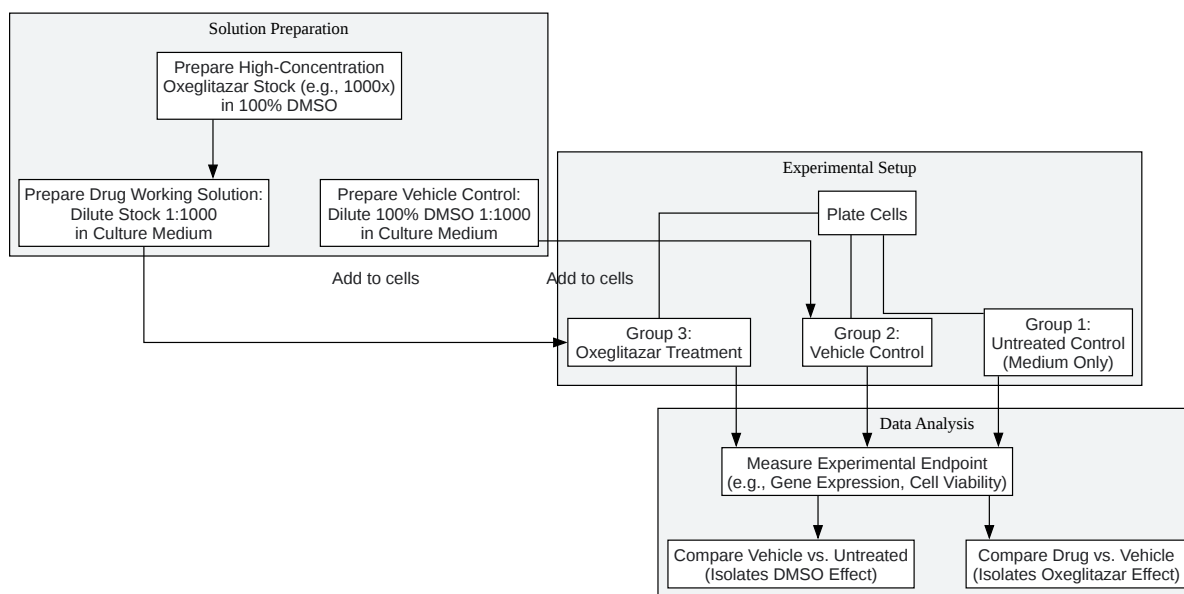 Solution Preparation
Prepare High-Concentration
Oxeglitazar Stock (e.g., 1000x)
in 100% DMSO
Prepare Drug Working Solution:
Dilute Stock 1:1000
in Culture Medium
Prepare Vehicle Control:
Dilute 100% DMSO 1:1000
in Culture Medium
Experimental Setup
Plate Cells
Add to cells
Add to cells
Group 3:
Oxeglitazar Treatment
Group 2:
Vehicle Control
Group 1:
Untreated Control
(Medium Only)
Data Analysis
Measure Experimental Endpoint
(e.g., Gene Expression, Cell Viability)
Compare Vehicle vs. Untreated
(Isolates DMSO Effect)
Compare Drug vs. Vehicle
(Isolates Oxeglitazar Effect)